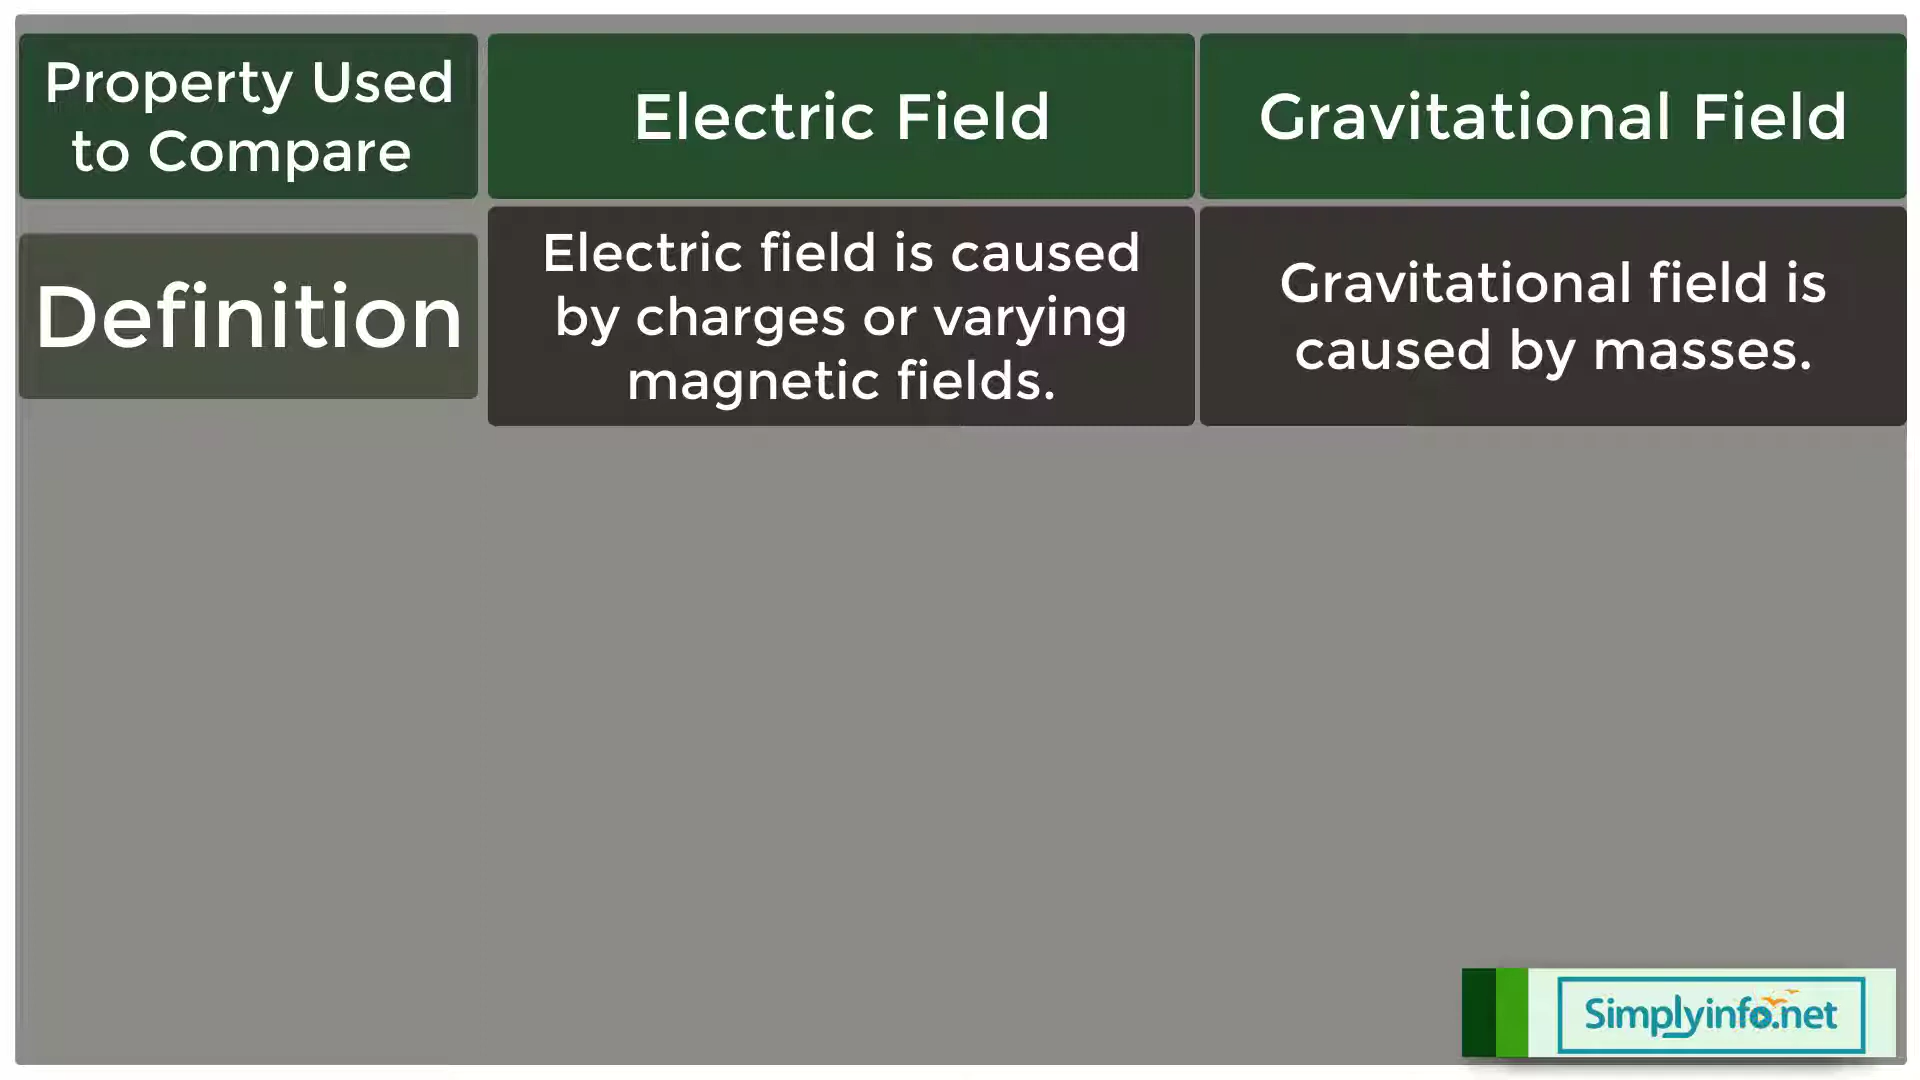 Property Used
to Compare
Electric Field
Gravitational Field
Definition
Electric field is caused
by charges or varying
magnetic fields.
Gravitational field is
caused by masses.
Simplyinfo.net